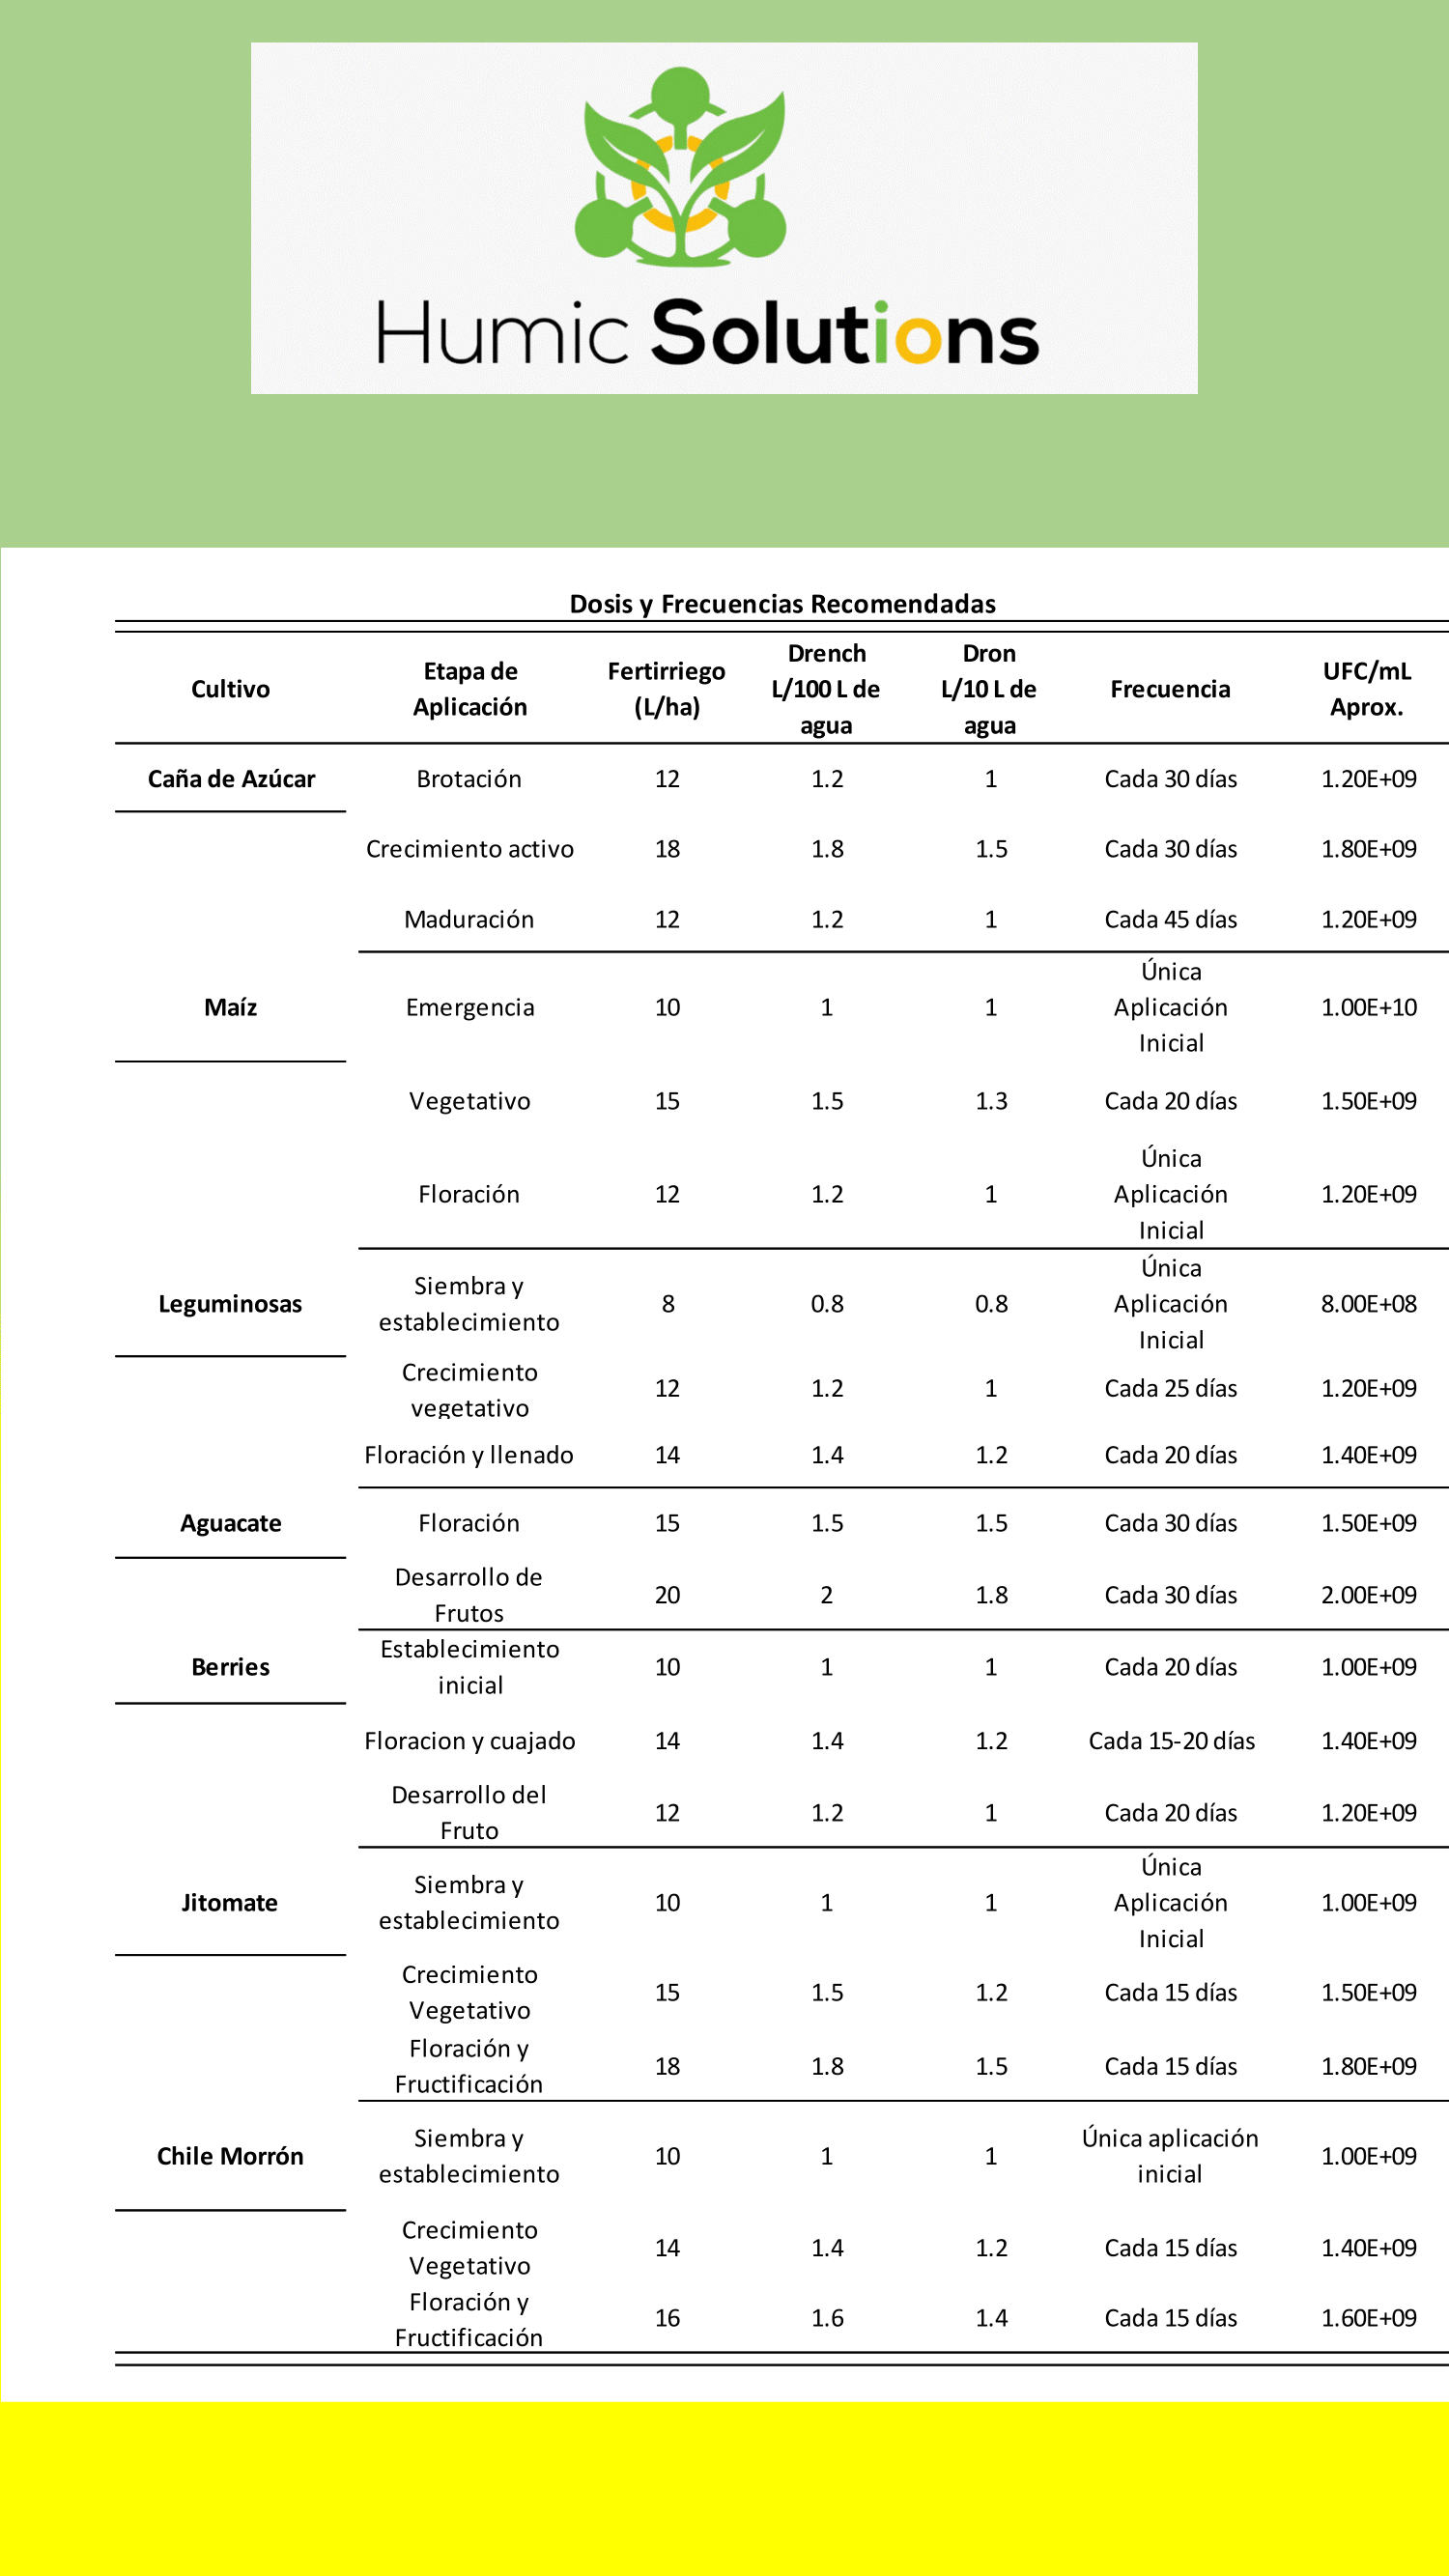 Humic Solutions
Dosis y Frecuencias Recomendadas
Cultivo Etapa de Aplicación Fertirriego (L/ha) Drench L/100 L de agua Dron L/10 L de agua Frecuencia UFC/mL Aprox.
Caña de Azúcar Brotación 12 1.2 1 Cada 30 días 1.20E+09
Crecimiento activo 18 1.8 1.5 Cada 30 días 1.80E+09
Maduración 12 1.2 1 Cada 45 días 1.20E+09
Maíz Emergencia 10 1 1 Única Aplicación Inicial 1.00E+10
Vegetativo 15 1.5 1.3 Cada 20 días 1.50E+09
Floración 12 1.2 1 Única Aplicación Inicial 1.20E+09
Leguminosas Siembra y establecimiento 8 0.8 0.8 Única Aplicación Inicial 8.00E+08
Crecimiento vegetativo 12 1.2 1 Cada 25 días 1.20E+09
Floración y llenado 14 1.4 1.2 Cada 20 días 1.40E+09
Aguacate Floración 15 1.5 1.5 Cada 30 días 1.50E+09
Desarrollo de Frutos 20 2 1.8 Cada 30 días 2.00E+09
Berries Establecimiento inicial 10 1 1 Cada 20 días 1.00E+09
Floracion y cuajado 14 1.4 1.2 Cada 15-20 días 1.40E+09
Desarrollo del Fruto 12 1.2 1 Cada 20 días 1.20E+09
Jitomate Siembra y establecimiento 10 1 1 Única Aplicación Inicial 1.00E+09
Crecimiento Vegetativo 15 1.5 1.2 Cada 15 días 1.50E+09
Floración y Fructificación 18 1.8 1.5 Cada 15 días 1.80E+09
Chile Morrón Siembra y establecimiento 10 1 1 Única aplicación inicial 1.00E+09
Crecimiento Vegetativo 14 1.4 1.2 Cada 15 días 1.40E+09
Floración y Fructificación 16 1.6 1.4 Cada 15 días 1.60E+09